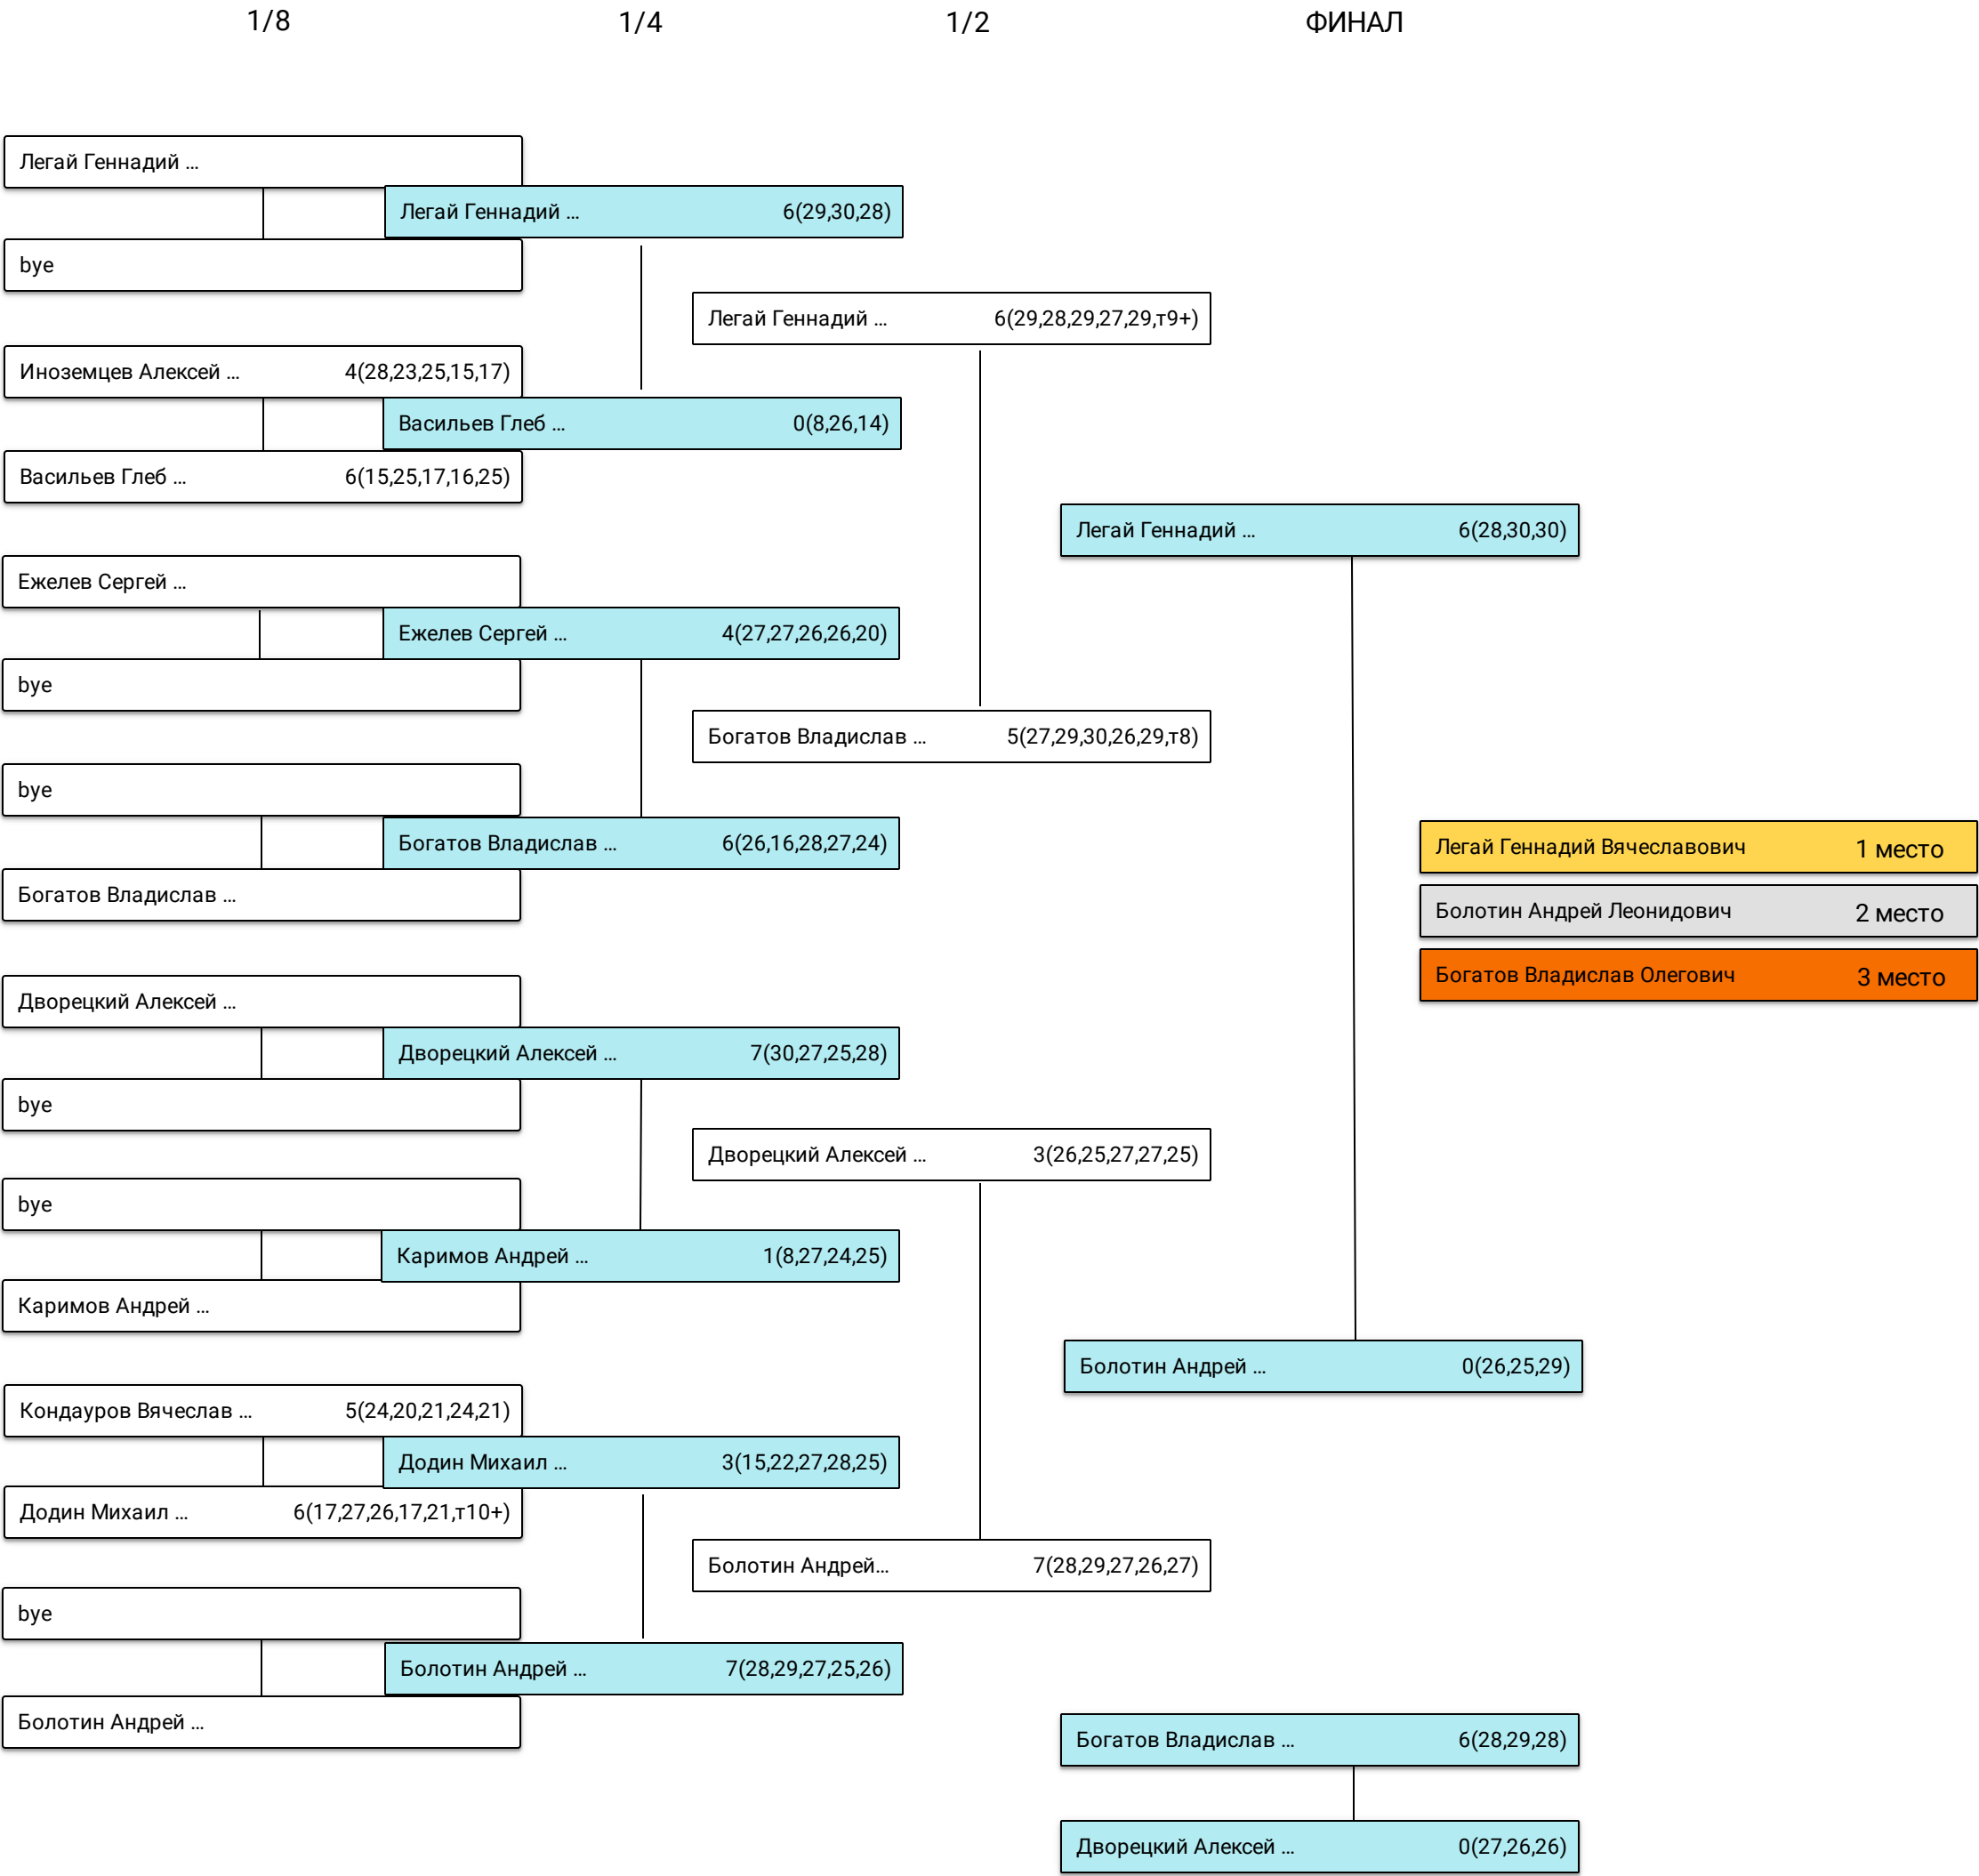 1/8 1/4 1/2 ФИНАЛ
Легай Геннадий ...
Легай Геннадий ... 6(29,30,28)
bye
Легай Геннадий ... 6(29,28,29,27,29,т9+)
Иноземцев Алексей ... 4(28,23,25,15,17)
Васильев Глеб ... 0(8,26,14)
Васильев Глеб ... 6(15,25,17,16,25)
Легай Геннадий ... 6(28,30,30)
Ежелев Сергей ...
Ежелев Сергей ... 4(27,27,26,26,20)
bye
Богатов Владислав ... 5(27,29,30,26,29,т8)
bye
Богатов Владислав ... 6(26,16,28,27,24)
Легай Геннадий Вячеславович 1 место
Богатов Владислав ...
Болотин Андрей Леонидович 2 место
Богатов Владислав Олегович 3 место
Дворецкий Алексей ...
Дворецкий Алексей ... 7(30,27,25,28)
bye
Дворецкий Алексей ... 3(26,25,27,27,25)
bye
Каримов Андрей ... 1(8,27,24,25)
Каримов Андрей ...
Болотин Андрей ... 0(26,25,29)
Кондауров Вячеслав ... 5(24,20,21,24,21)
Додин Михаил ... 3(15,22,27,28,25)
Додин Михаил ... 6(17,27,26,17,21,т10+)
Болотин Андрей... 7(28,29,27,26,27)
bye
Болотин Андрей ... 7(28,29,27,25,26)
Болотин Андрей ...
Богатов Владислав ... 6(28,29,28)
Дворецкий Алексей ... 0(27,26,26)